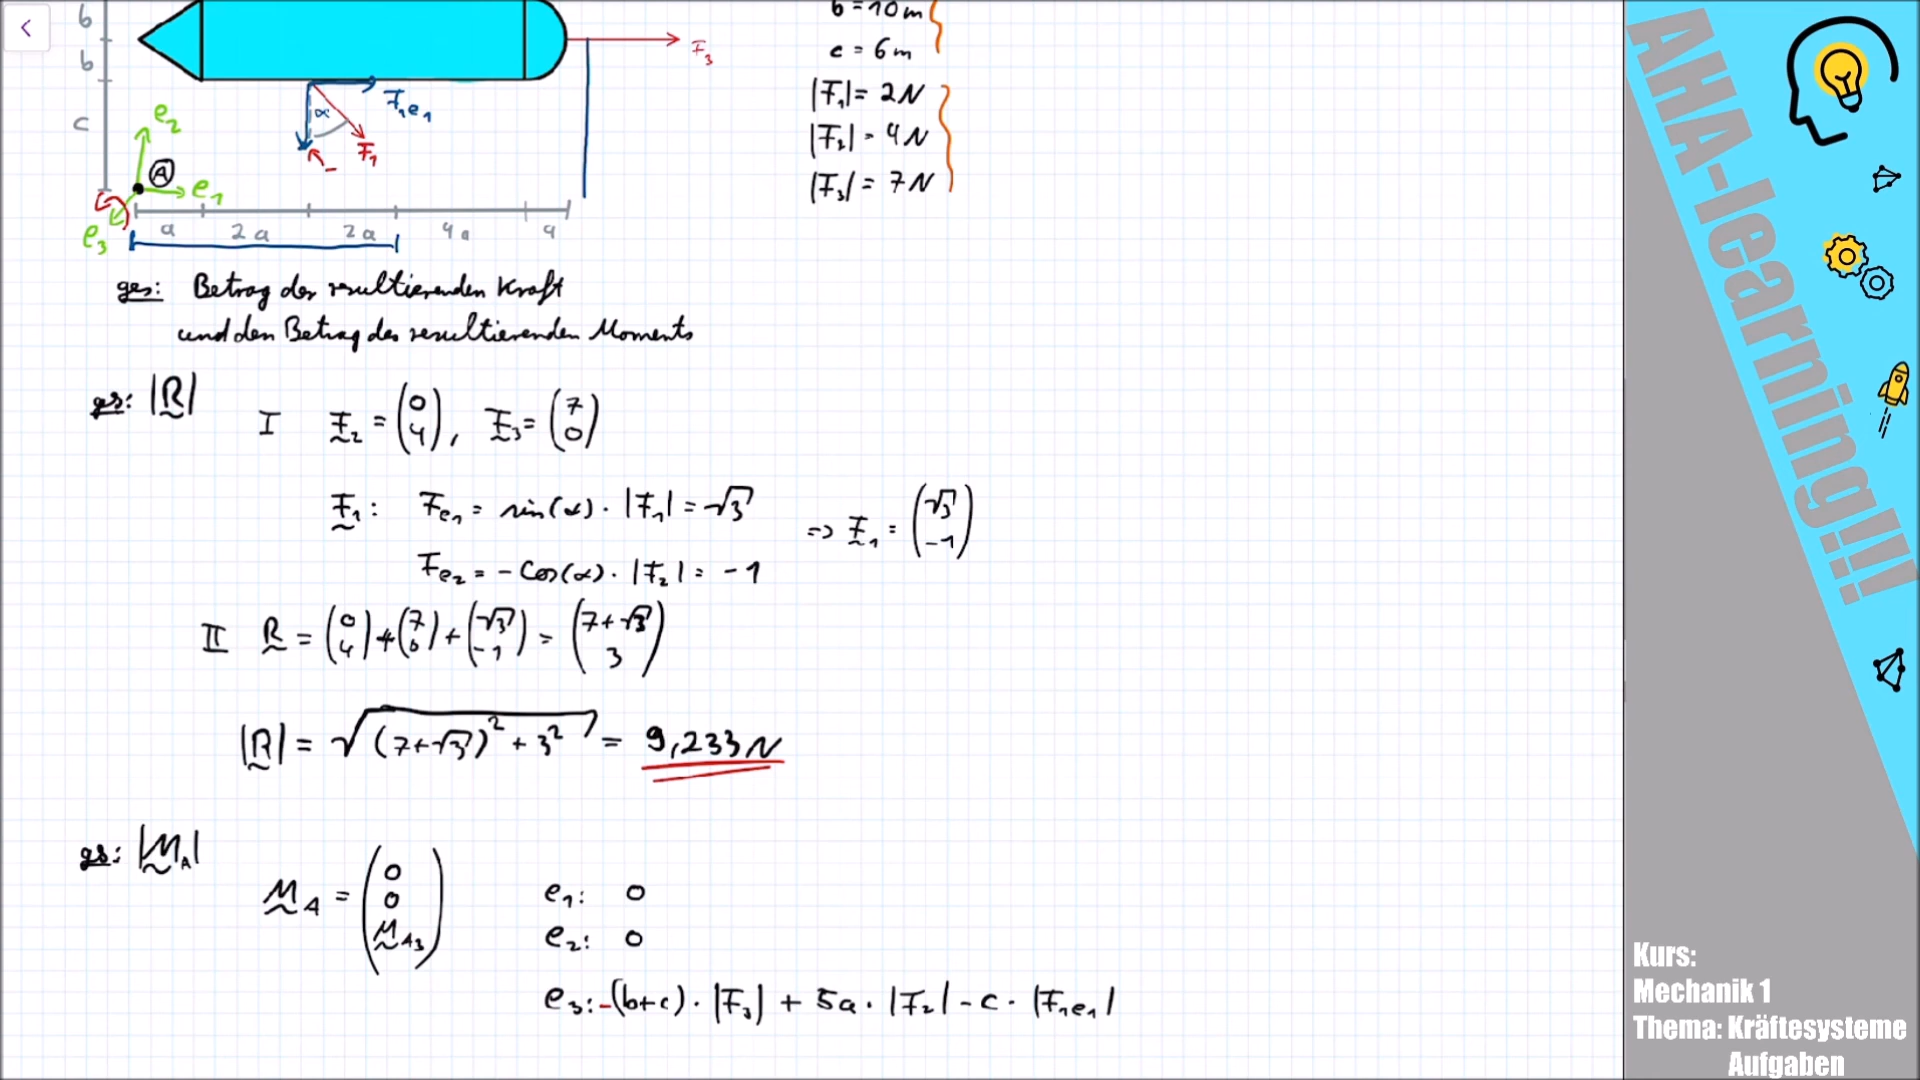 b
b = 10 m
F3
b
c = 6 m
|F1| = 2N
e2
α
F1e1
c
|F2| = 4N
F1
A
-
e1
|F3| = 7N
e3
a 2a 2a 4a a
ges: Betrag der resultierenden Kraft
und den Betrag des resultierenden Moments
ges: |R|
I F2 = (0 4), F3 = (7 0)
F1: Fe1 = sin(α) · |F1| = √3
=> F1 = (√3 -1)
Fe2 = - cos(α) · |F2| = -1
II R = (0 4) + (7 0) + (√3 -1) = (7+√3 3)
|R| = √(7+√3)² + 3² = 9,233 N
ges: |MA|
MA = (0 0 MA3)
e1: 0
e2: 0
e3: -(b+c) · |F3| + 5a · |F2| - c · |F1e1|
AHA-learning!!!
Kurs:
Mechanik 1
Thema: Kräftesysteme
Aufgaben